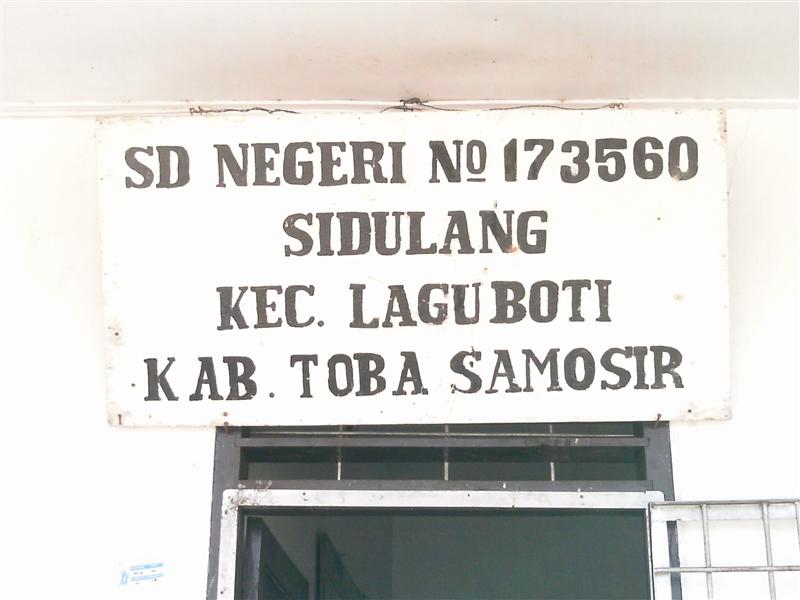 SD NEGERI No 173560
SIDULANG
KEC. LAGUBOTI
KAB. TOBA SAMOSIR